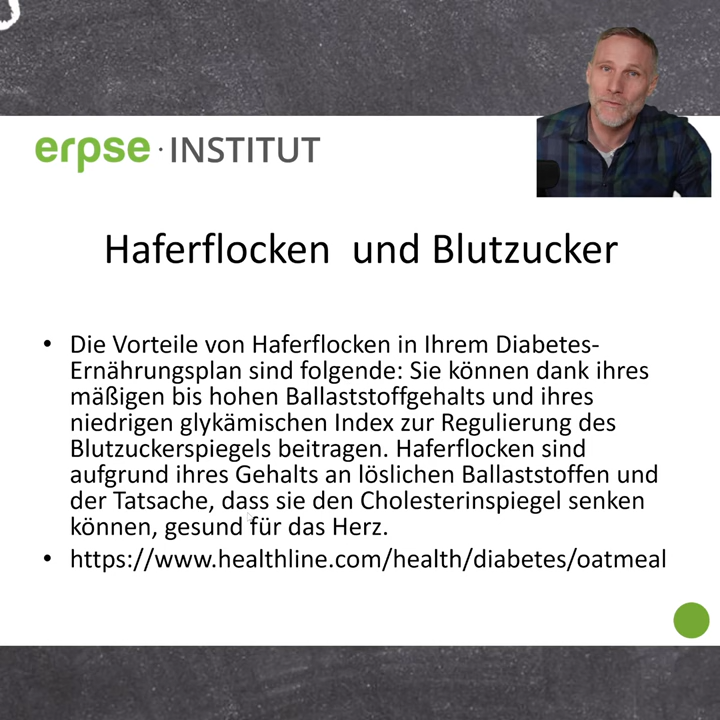 erpse · INSTITUT
Haferflocken und Blutzucker
• Die Vorteile von Haferflocken in Ihrem Diabetes-
Ernährungsplan sind folgende: Sie können dank ihres
mäßigen bis hohen Ballaststoffgehalts und ihres
niedrigen glykämischen Index zur Regulierung des
Blutzuckerspiegels beitragen. Haferflocken sind
aufgrund ihres Gehalts an löslichen Ballaststoffen und
der Tatsache, dass sie den Cholesterinspiegel senken
können, gesund für das Herz.
• https://www.healthline.com/health/diabetes/oatmeal